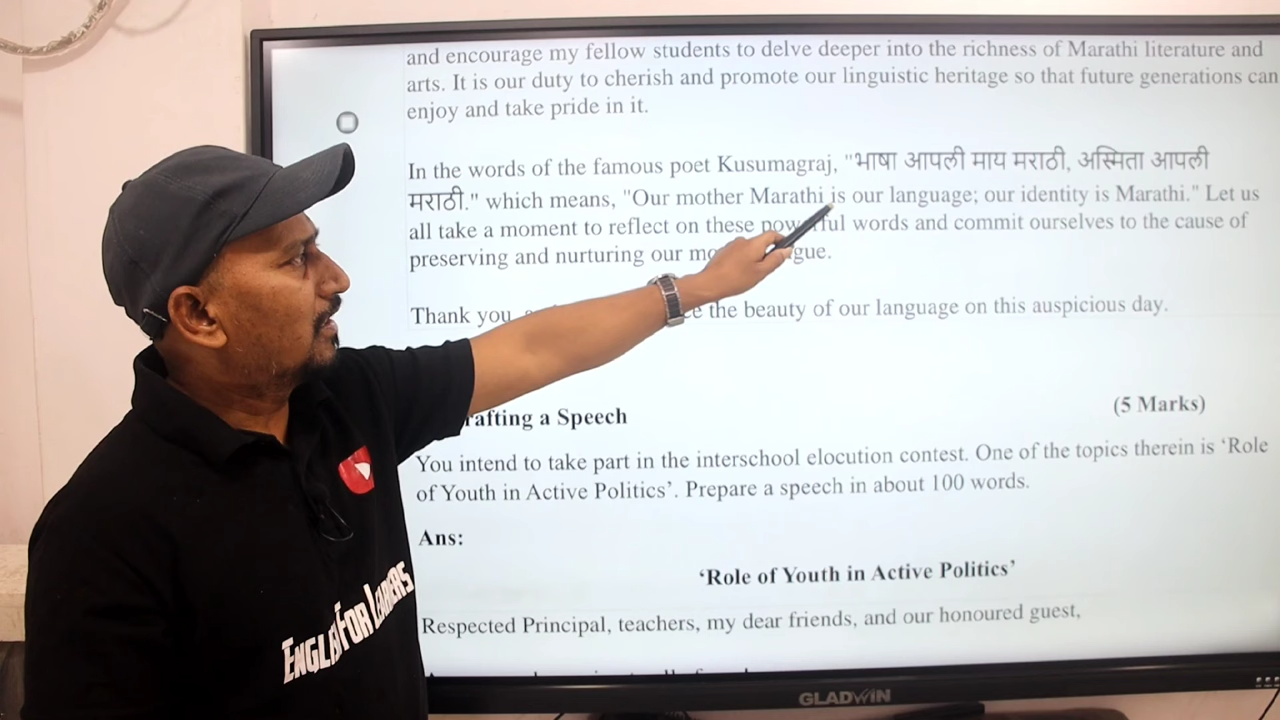 and encourage my fellow students to delve deeper into the richness of Marathi literature and
arts. It is our duty to cherish and promote our linguistic heritage so that future generations can
enjoy and take pride in it.
In the words of the famous poet Kusumagraj, "भाषा आपली माय मराठी, अस्मिता आपली
मराठी." which means, "Our mother Marathi is our language; our identity is Marathi." Let us
all take a moment to reflect on these powerful words and commit ourselves to the cause of
preserving and nurturing our
Thank you the beauty of our language on this auspicious day.
rafting a Speech (5 Marks)
You intend to take part in the interschool elocution contest. One of the topics therein is ‘Role
of Youth in Active Politics’. Prepare a speech in about 100 words.
Ans:
‘Role of Youth in Active Politics’
Respected Principal, teachers, my dear friends, and our honoured guest,
GLADWIN
ENGLISH FOR LEARNERS